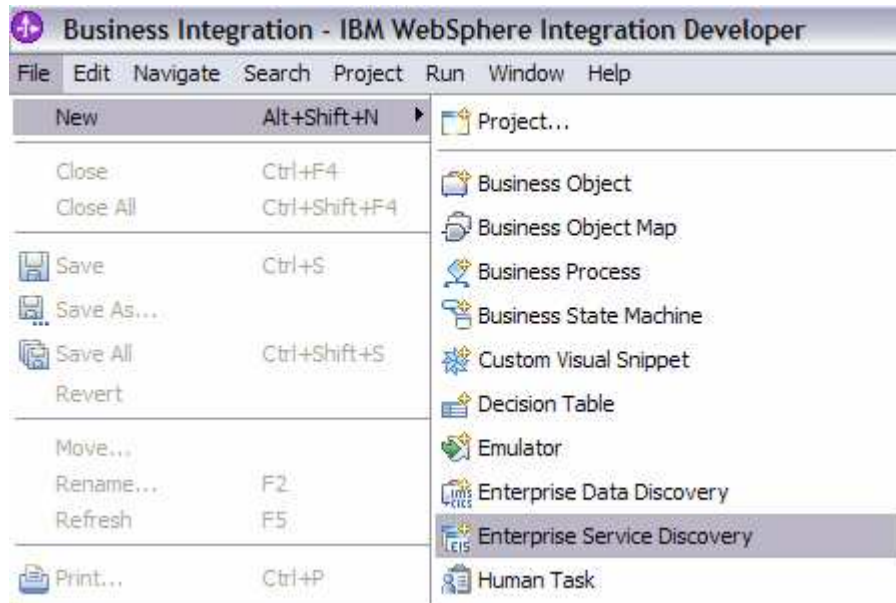 Business Integration - IBM WebSphere Integration Developer
File Edit Navigate Search Project Run Window Help
New Alt+Shift+N
Close Ctrl+F4
Close All Ctrl+Shift+F4
Save Ctrl+S
Save As...
Save All Ctrl+Shift+S
Revert
Move...
Rename... F2
Refresh F5
Print... Ctrl+P
Project...
Business Object
Business Object Map
Business Process
Business State Machine
Custom Visual Snippet
Decision Table
Emulator
Enterprise Data Discovery
Enterprise Service Discovery
Human Task